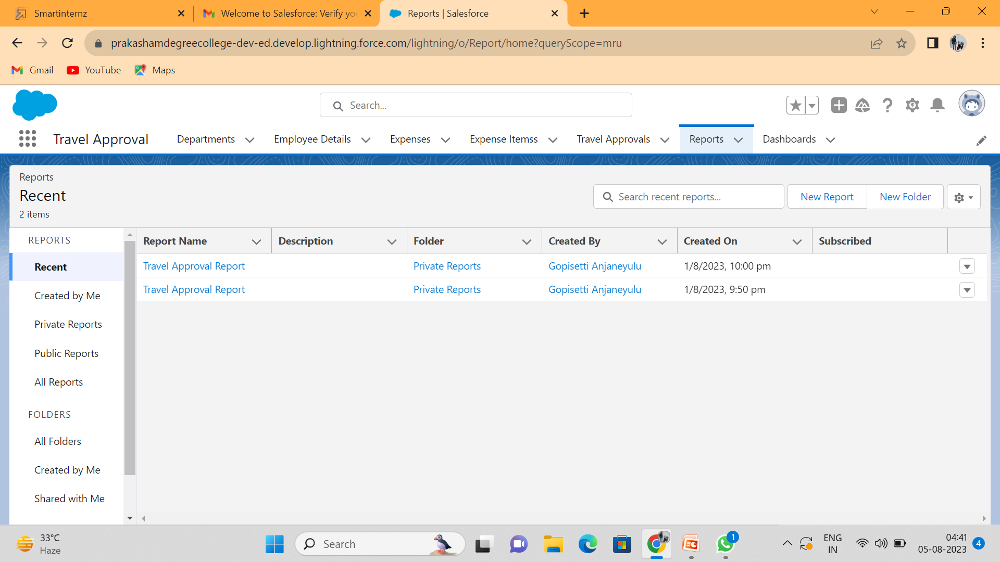 Smartinternz
Welcome to Salesforce: Verify you
Reports | Salesforce
prakashamdegreecollege-dev-ed.develop.lightning.force.com/lightning/o/Report/home?queryScope=mru
Gmail
YouTube
Maps
Search...
Travel Approval
Departments
Employee Details
Expenses
Expense Itemss
Travel Approvals
Reports
Dashboards
Reports
Recent
2 items
Search recent reports...
New Report
New Folder
REPORTS
Recent
Created by Me
Private Reports
Public Reports
All Reports
FOLDERS
All Folders
Created by Me
Shared with Me
Report Name Description Folder Created By Created On Subscribed
Travel Approval Report Private Reports Gopisetti Anjaneyulu 1/8/2023, 10:00 pm
Travel Approval Report Private Reports Gopisetti Anjaneyulu 1/8/2023, 9:50 pm
33°C
Haze
Search
1
ENG
IN
04:41
05-08-2023
4